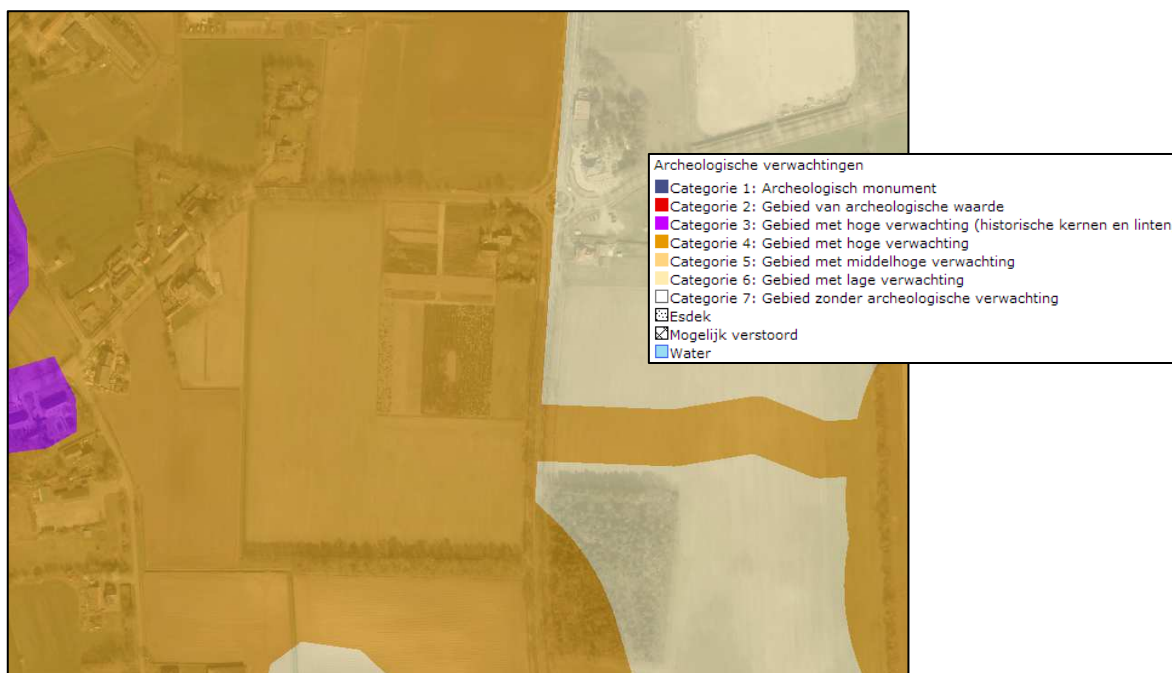 Archeologische verwachtingen
Categorie 1: Archeologisch monument
Categorie 2: Gebied van archeologische waarde
Categorie 3: Gebied met hoge verwachting (historische kernen en linten
Categorie 4: Gebied met hoge verwachting
Categorie 5: Gebied met middelhoge verwachting
Categorie 6: Gebied met lage verwachting
Categorie 7: Gebied zonder archeologische verwachting
Esdek
Mogelijk verstoord
Water